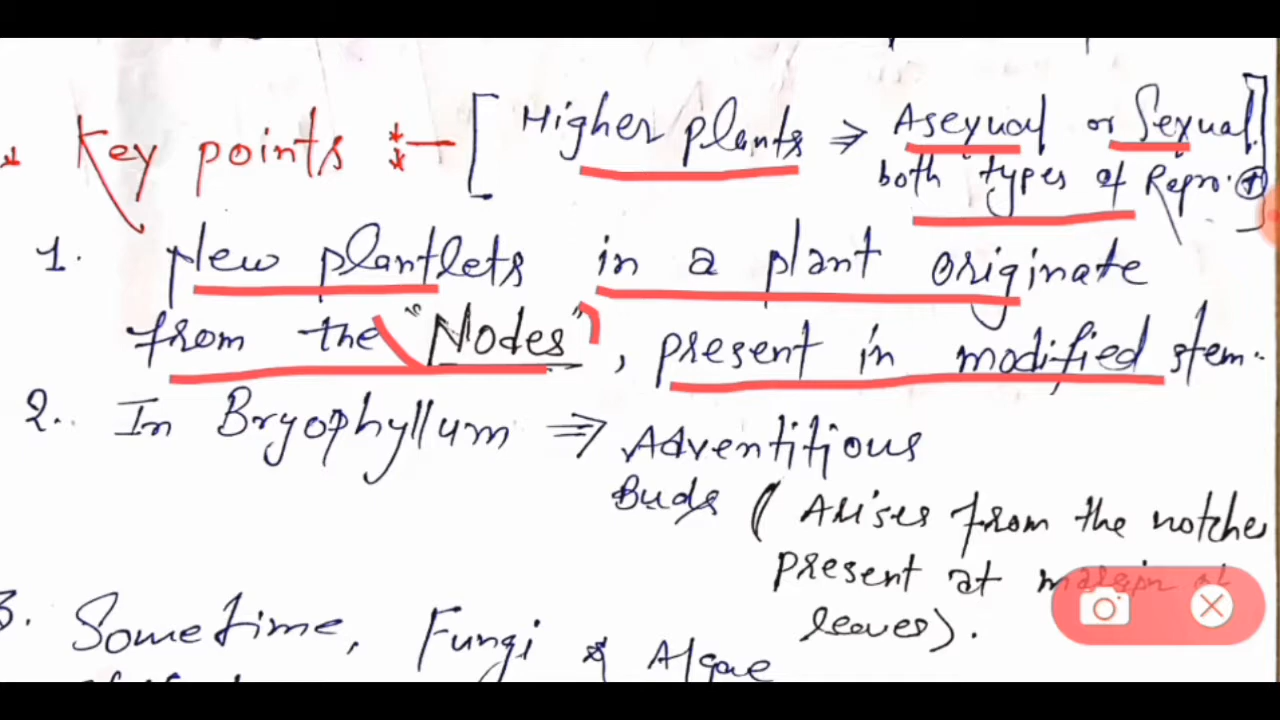 Key points :- [ Higher plants ⇒ Asexual or Sexual
both types of Repro. ]
1. New plantlets in a plant originate
from the "Nodes", present in modified stem.
2. In Bryophyllum ⇒ Adventitious
Buds ( Arises from the notche
present at margin of
leaves).
3. Sometime, Fungi & Algae